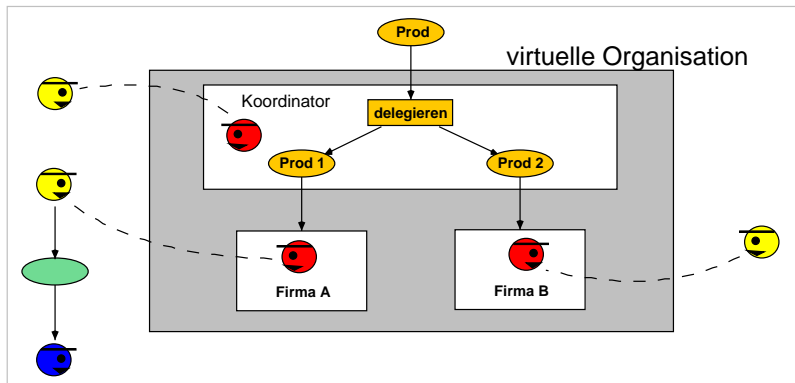 Prod
virtuelle Organisation
Koordinator
delegieren
Prod 1
Prod 2
Firma A
Firma B